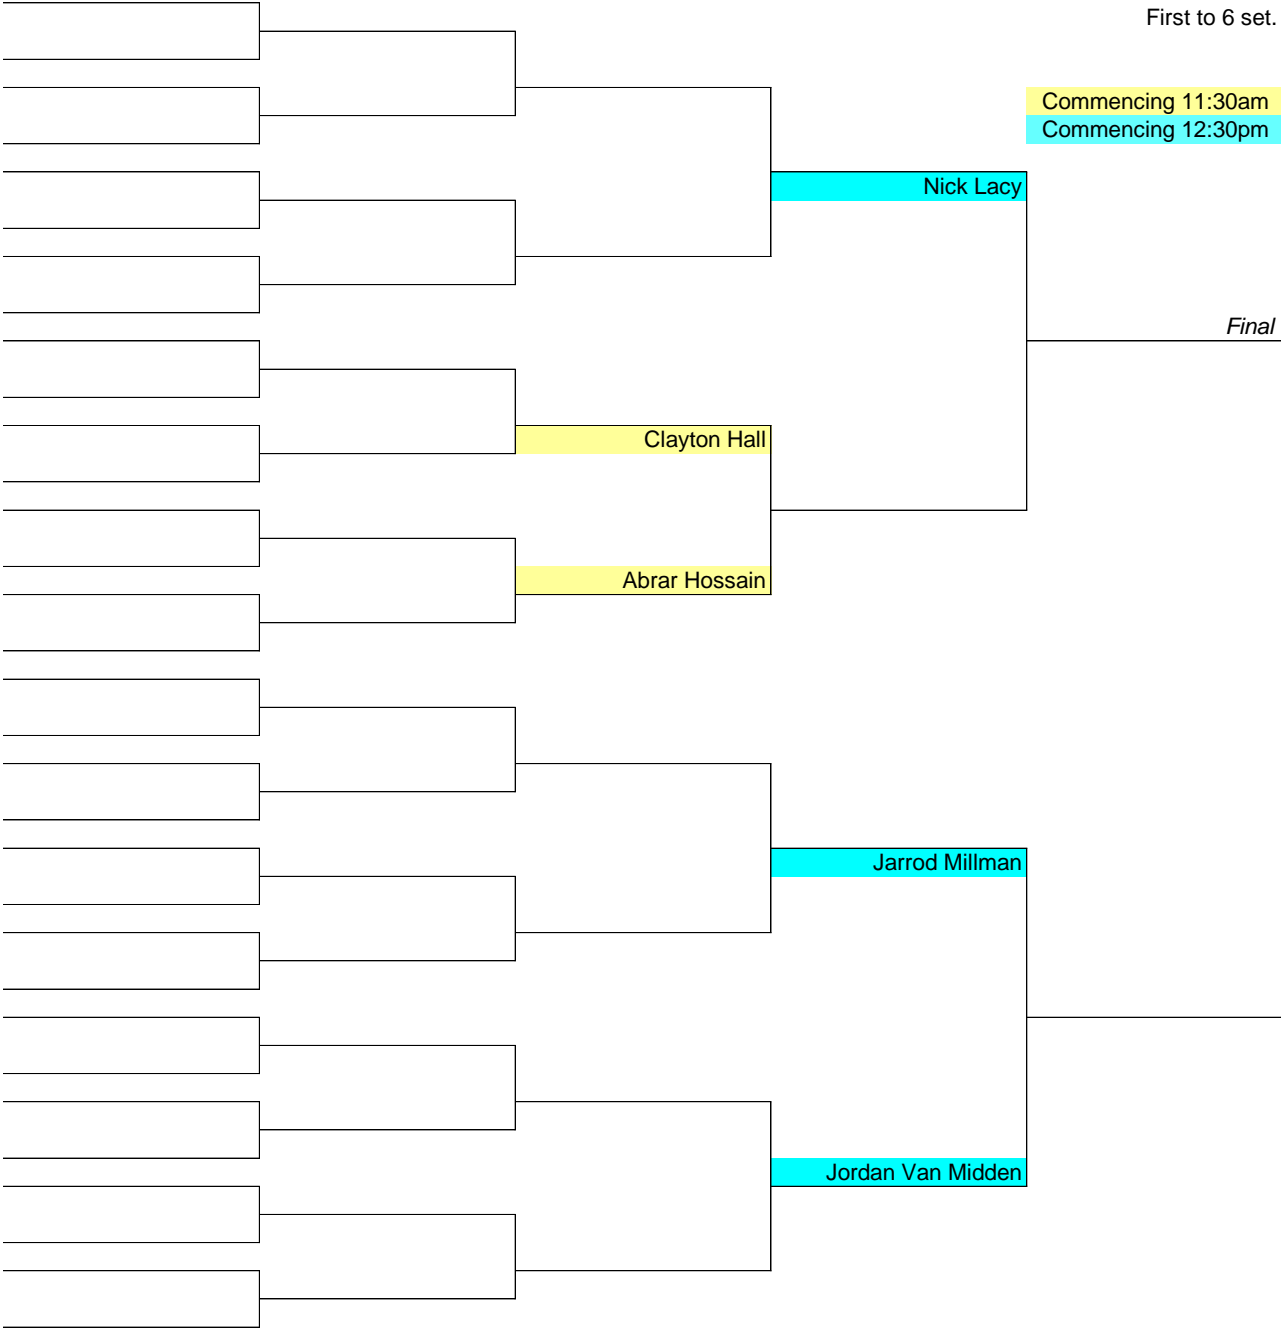 First to 6 set.
Commencing 11:30am
Commencing 12:30pm
Nick Lacy
Final
Clayton Hall
Abrar Hossain
Jarrod Millman
Jordan Van Midden